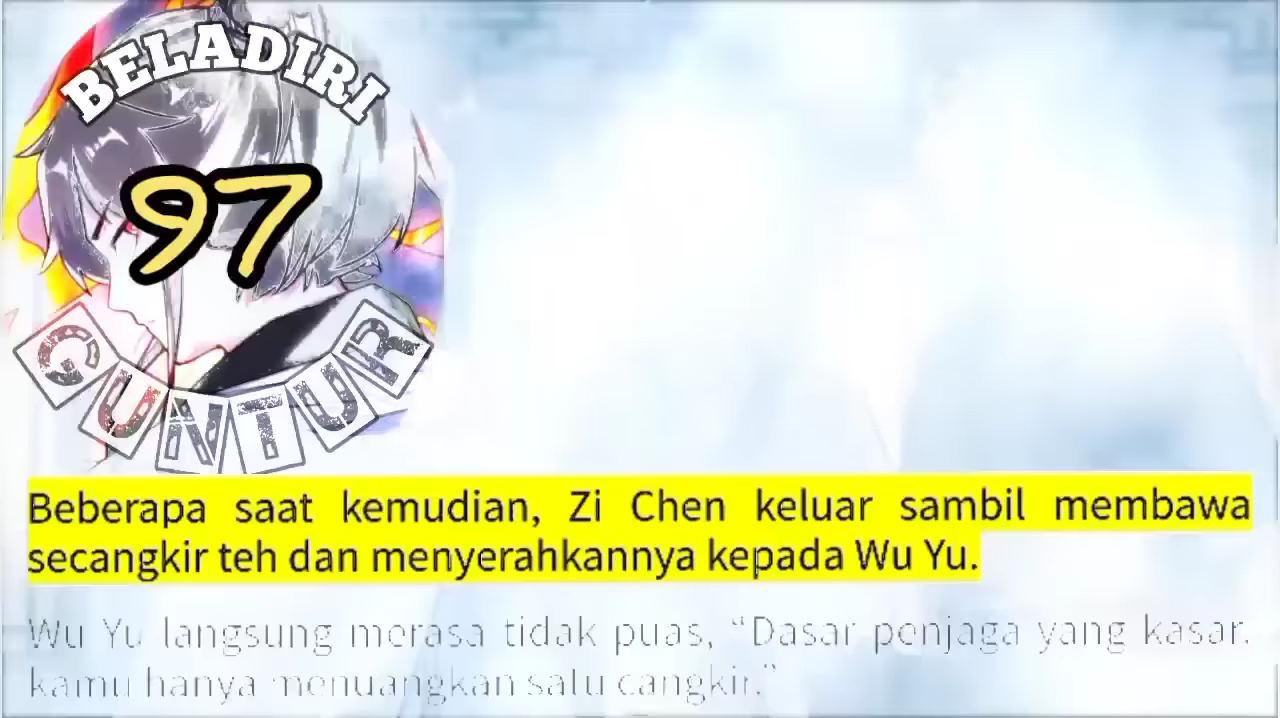 BELADIRI
97
GUNTUR
Beberapa saat kemudian, Zi Chen keluar sambil membawa
secangkir teh dan menyerahkannya kepada Wu Yu.
Wu Yu langsung merasa tidak puas, “Dasar penjaga yang kasar,
kamu hanya menuangkan satu cangkir.”